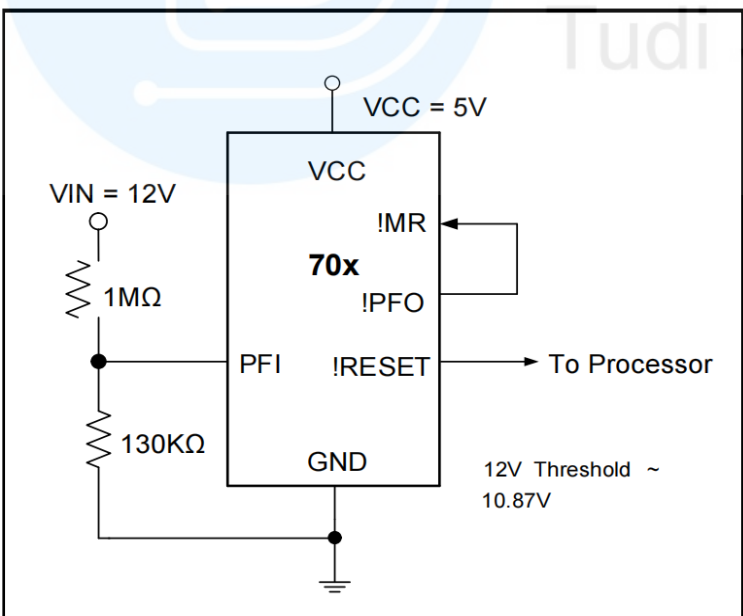 Tudi
VCC = 5V
VCC
VIN = 12V
!MR
70x
1MΩ
!PFO
PFI
!RESET
To Processor
130KΩ
GND
12V Threshold ~
10.87V